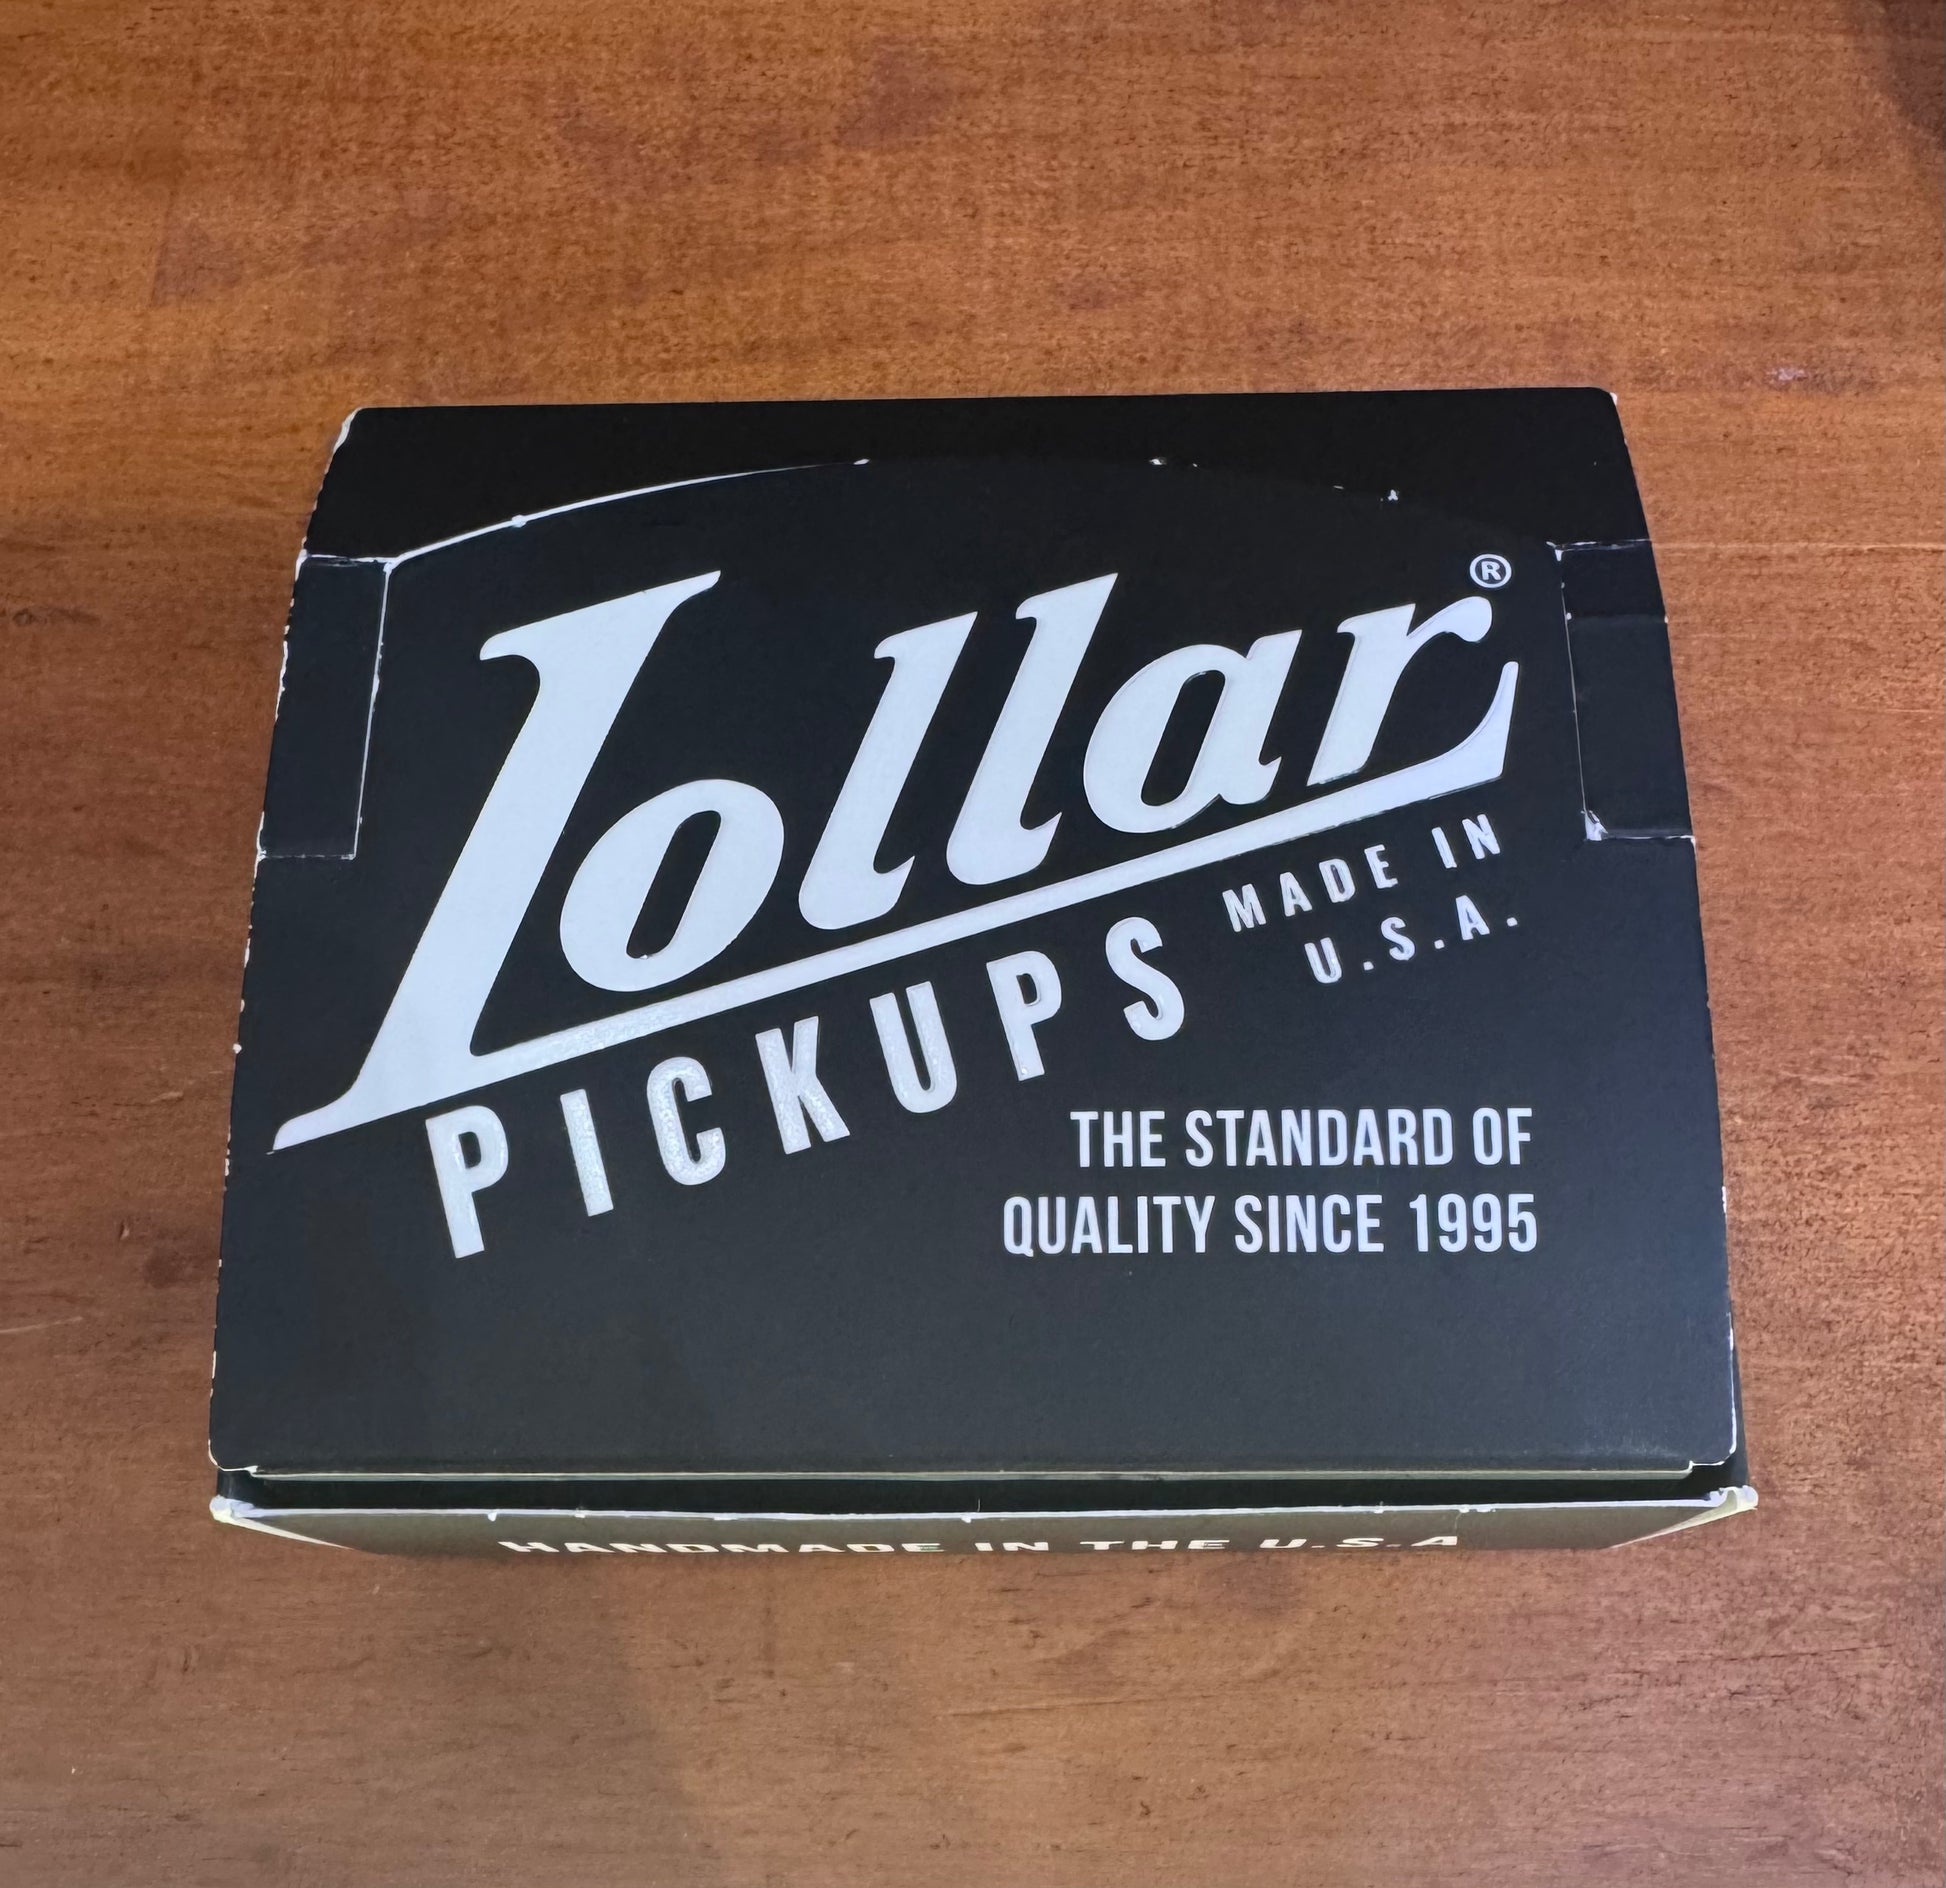 Lollar®
PICKUPS
MADE IN
U.S.A.
THE STANDARD OF
QUALITY SINCE 1995
HANDMADE IN THE U.S.A